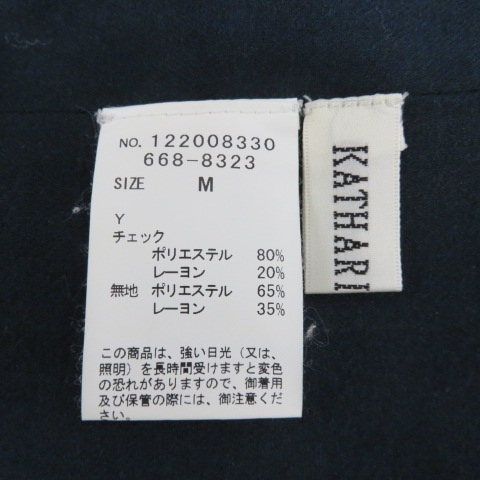 NO. 122008330
668-8323
SIZE M
Y
チェック
ポリエステル 80%
レーヨン 20%
無地 ポリエステル 65%
レーヨン 35%
この商品は、強い日光(又は、
照明)を長時間受けますと変色
の恐れがありますので、御着用
及び保管の際には、御注意くだ
さい。
KATHARI